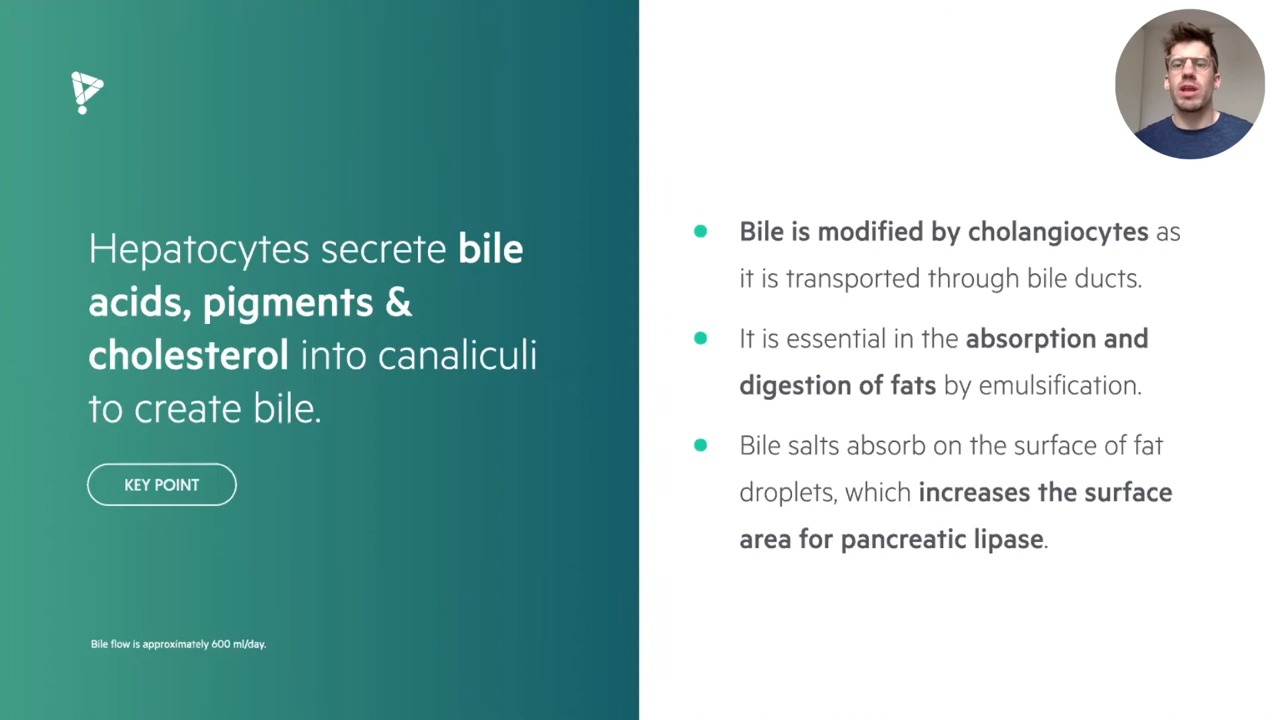 Hepatocytes secrete bile
acids, pigments &
cholesterol into canaliculi
to create bile.
KEY POINT
Bile flow is approximately 600 ml/day.
Bile is modified by cholangiocytes as
it is transported through bile ducts.
It is essential in the absorption and
digestion of fats by emulsification.
Bile salts absorb on the surface of fat
droplets, which increases the surface
area for pancreatic lipase.